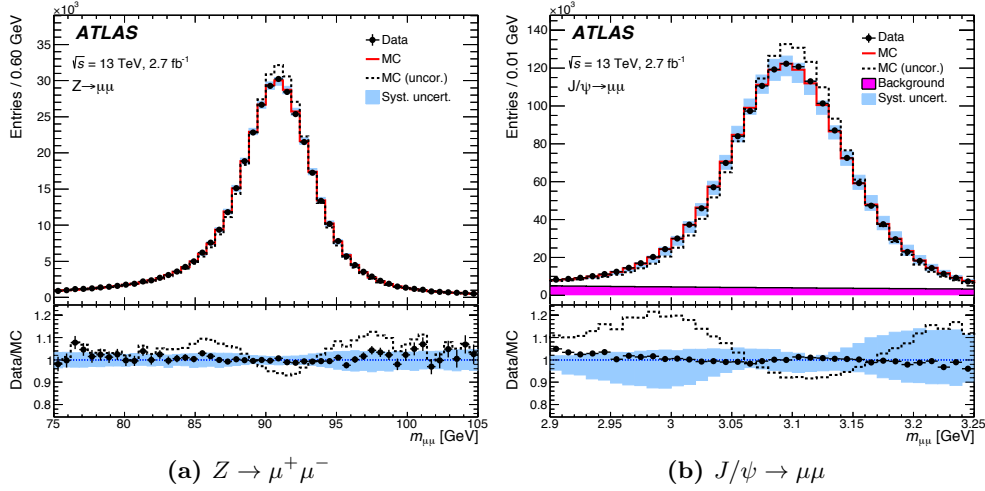 ×10³
ATLAS
√s = 13 TeV, 2.7 fb⁻¹
Z→μμ
Data
MC
MC (uncor.)
Syst. uncert.
Entries / 0.60 GeV
35
30
25
20
15
10
5
0
Data/MC
1.2
1.1
1
0.9
0.8
75 80 85 90 95 100 105
m_μμ [GeV]
(a) Z → μ⁺μ⁻
×10³
ATLAS
√s = 13 TeV, 2.7 fb⁻¹
J/ψ→μμ
Data
MC
MC (uncor.)
Background
Syst. uncert.
Entries / 0.01 GeV
140
120
100
80
60
40
20
0
Data/MC
1.2
1.1
1
0.9
0.8
2.9 2.95 3 3.05 3.1 3.15 3.2 3.25
m_μμ [GeV]
(b) J/ψ → μμ